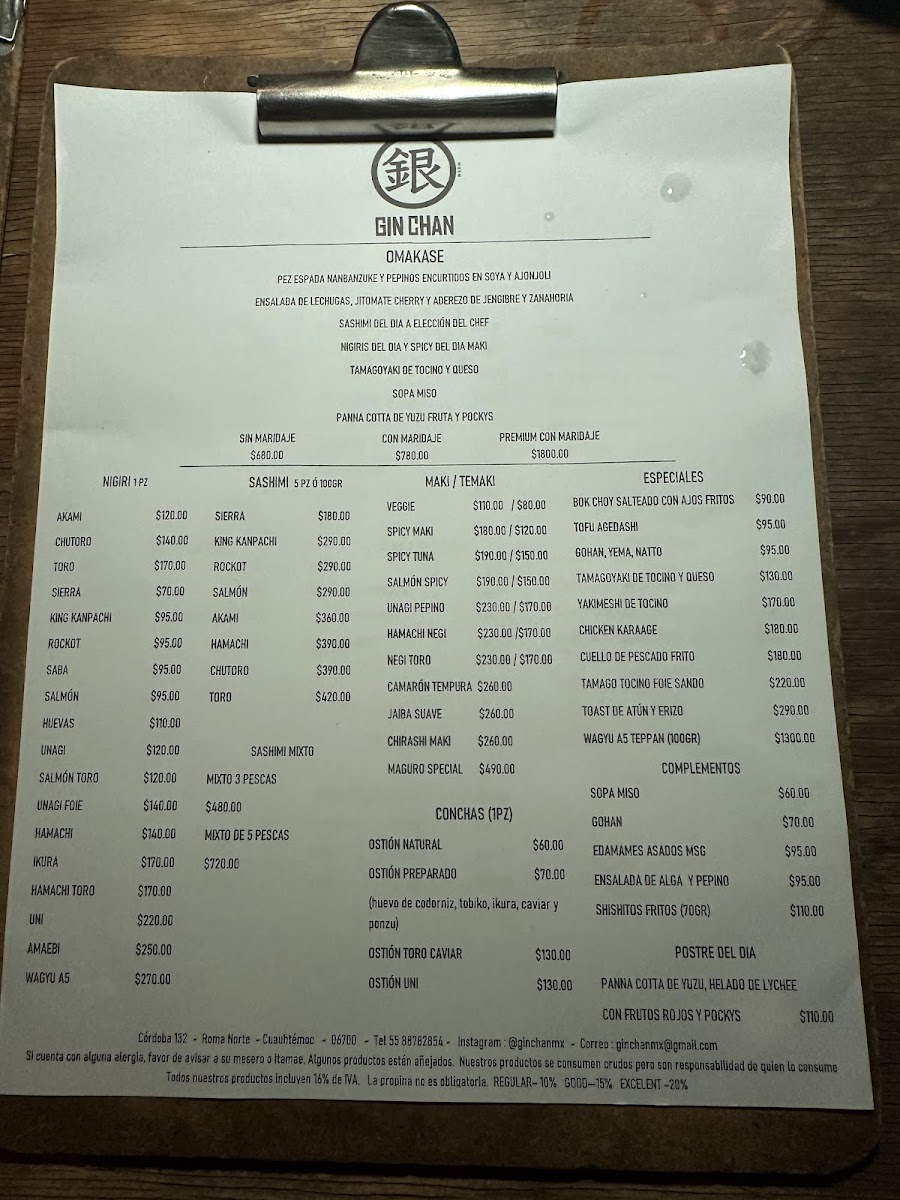 銀
GIN CHAN
OMAKASE
PEZ ESPADA NANBANZUKE Y PEPINOS ENCURTIDOS EN SOYA Y AJONJOLI
ENSALADA DE LECHUGAS, JITOMATE CHERRY Y ADEREZO DE JENGIBRE Y ZANAHORIA
SASHIMI DEL DIA A ELECCIÓN DEL CHEF
NIGIRIS DEL DIA Y SPICY DEL DIA MAKI
TAMAGOYAKI DE TOCINO Y QUESO
SOPA MISO
PANNA COTTA DE YUZU FRUTA Y POCKYS
SIN MARIDAJE CON MARIDAJE PREMIUM CON MARIDAJE
$680.00 $780.00 $1800.00
NIGIRI 1 PZ
AKAMI $120.00
CHUTORO $140.00
TORO $170.00
SIERRA $70.00
KING KANPACHI $95.00
ROCKOT $95.00
SABA $95.00
SALMÓN $95.00
HUEVAS $110.00
UNAGI $120.00
SALMÓN TORO $120.00
UNAGI FOIE $140.00
HAMACHI $140.00
IKURA $170.00
HAMACHI TORO $170.00
UNI $220.00
AMAEBI $250.00
WAGYU A5 $270.00
SASHIMI 5 PZ Ó 100GR
SIERRA $180.00
KING KANPACHI $290.00
ROCKOT $290.00
SALMÓN $290.00
AKAMI $360.00
HAMACHI $390.00
CHUTORO $390.00
TORO $420.00
SASHIMI MIXTO
MIXTO 3 PESCAS
$480.00
MIXTO DE 5 PESCAS
$720.00
MAKI / TEMAKI
VEGGIE $110.00 / $80.00
SPICY MAKI $180.00 / $120.00
SPICY TUNA $190.00 / $150.00
SALMÓN SPICY $190.00 / $150.00
UNAGI PEPINO $230.00 / $170.00
HAMACHI NEGI $230.00 /$170.00
NEGI TORO $230.00 / $170.00
CAMARÓN TEMPURA $260.00
JAIBA SUAVE $260.00
CHIRASHI MAKI $260.00
MAGURO SPECIAL $490.00
CONCHAS (1PZ)
OSTIÓN NATURAL $60.00
OSTIÓN PREPARADO $70.00
(huevo de codorniz, tobiko, ikura, caviar y
ponzu)
OSTIÓN TORO CAVIAR $130.00
OSTIÓN UNI $130.00
ESPECIALES
BOK CHOY SALTEADO CON AJOS FRITOS $90.00
TOFU AGEDASHI $95.00
GOHAN, YEMA, NATTO $95.00
TAMAGOYAKI DE TOCINO Y QUESO $130.00
YAKIMESHI DE TOCINO $170.00
CHICKEN KARAAGE $180.00
CUELLO DE PESCADO FRITO $180.00
TAMAGO TOCINO FOIE SANDO $220.00
TOAST DE ATÚN Y ERIZO $290.00
WAGYU A5 TEPPAN (100GR) $1300.00
COMPLEMENTOS
SOPA MISO $60.00
GOHAN $70.00
EDAMAMES ASADOS MSG $95.00
ENSALADA DE ALGA Y PEPINO $95.00
SHISHITOS FRITOS (70GR) $110.00
POSTRE DEL DIA
PANNA COTTA DE YUZU, HELADO DE LYCHEE
CON FRUTOS ROJOS Y POCKYS $110.00
Córdoba 132 - Roma Norte - Cuauhtémoc - 06700 - Tel 55 88782854 - Instagram : @ginchanmx - Correo : ginchanmx@gmail.com
Si cuenta con alguna alergia, favor de avisar a su mesero o itamae. Algunos productos están añejados. Nuestros productos se consumen crudos pero son responsabilidad de quien lo consume
Todos nuestros productos incluyen 16% de IVA. La propina no es obligatoria. REGULAR- 10% GOOD—15% EXCELENT -20%